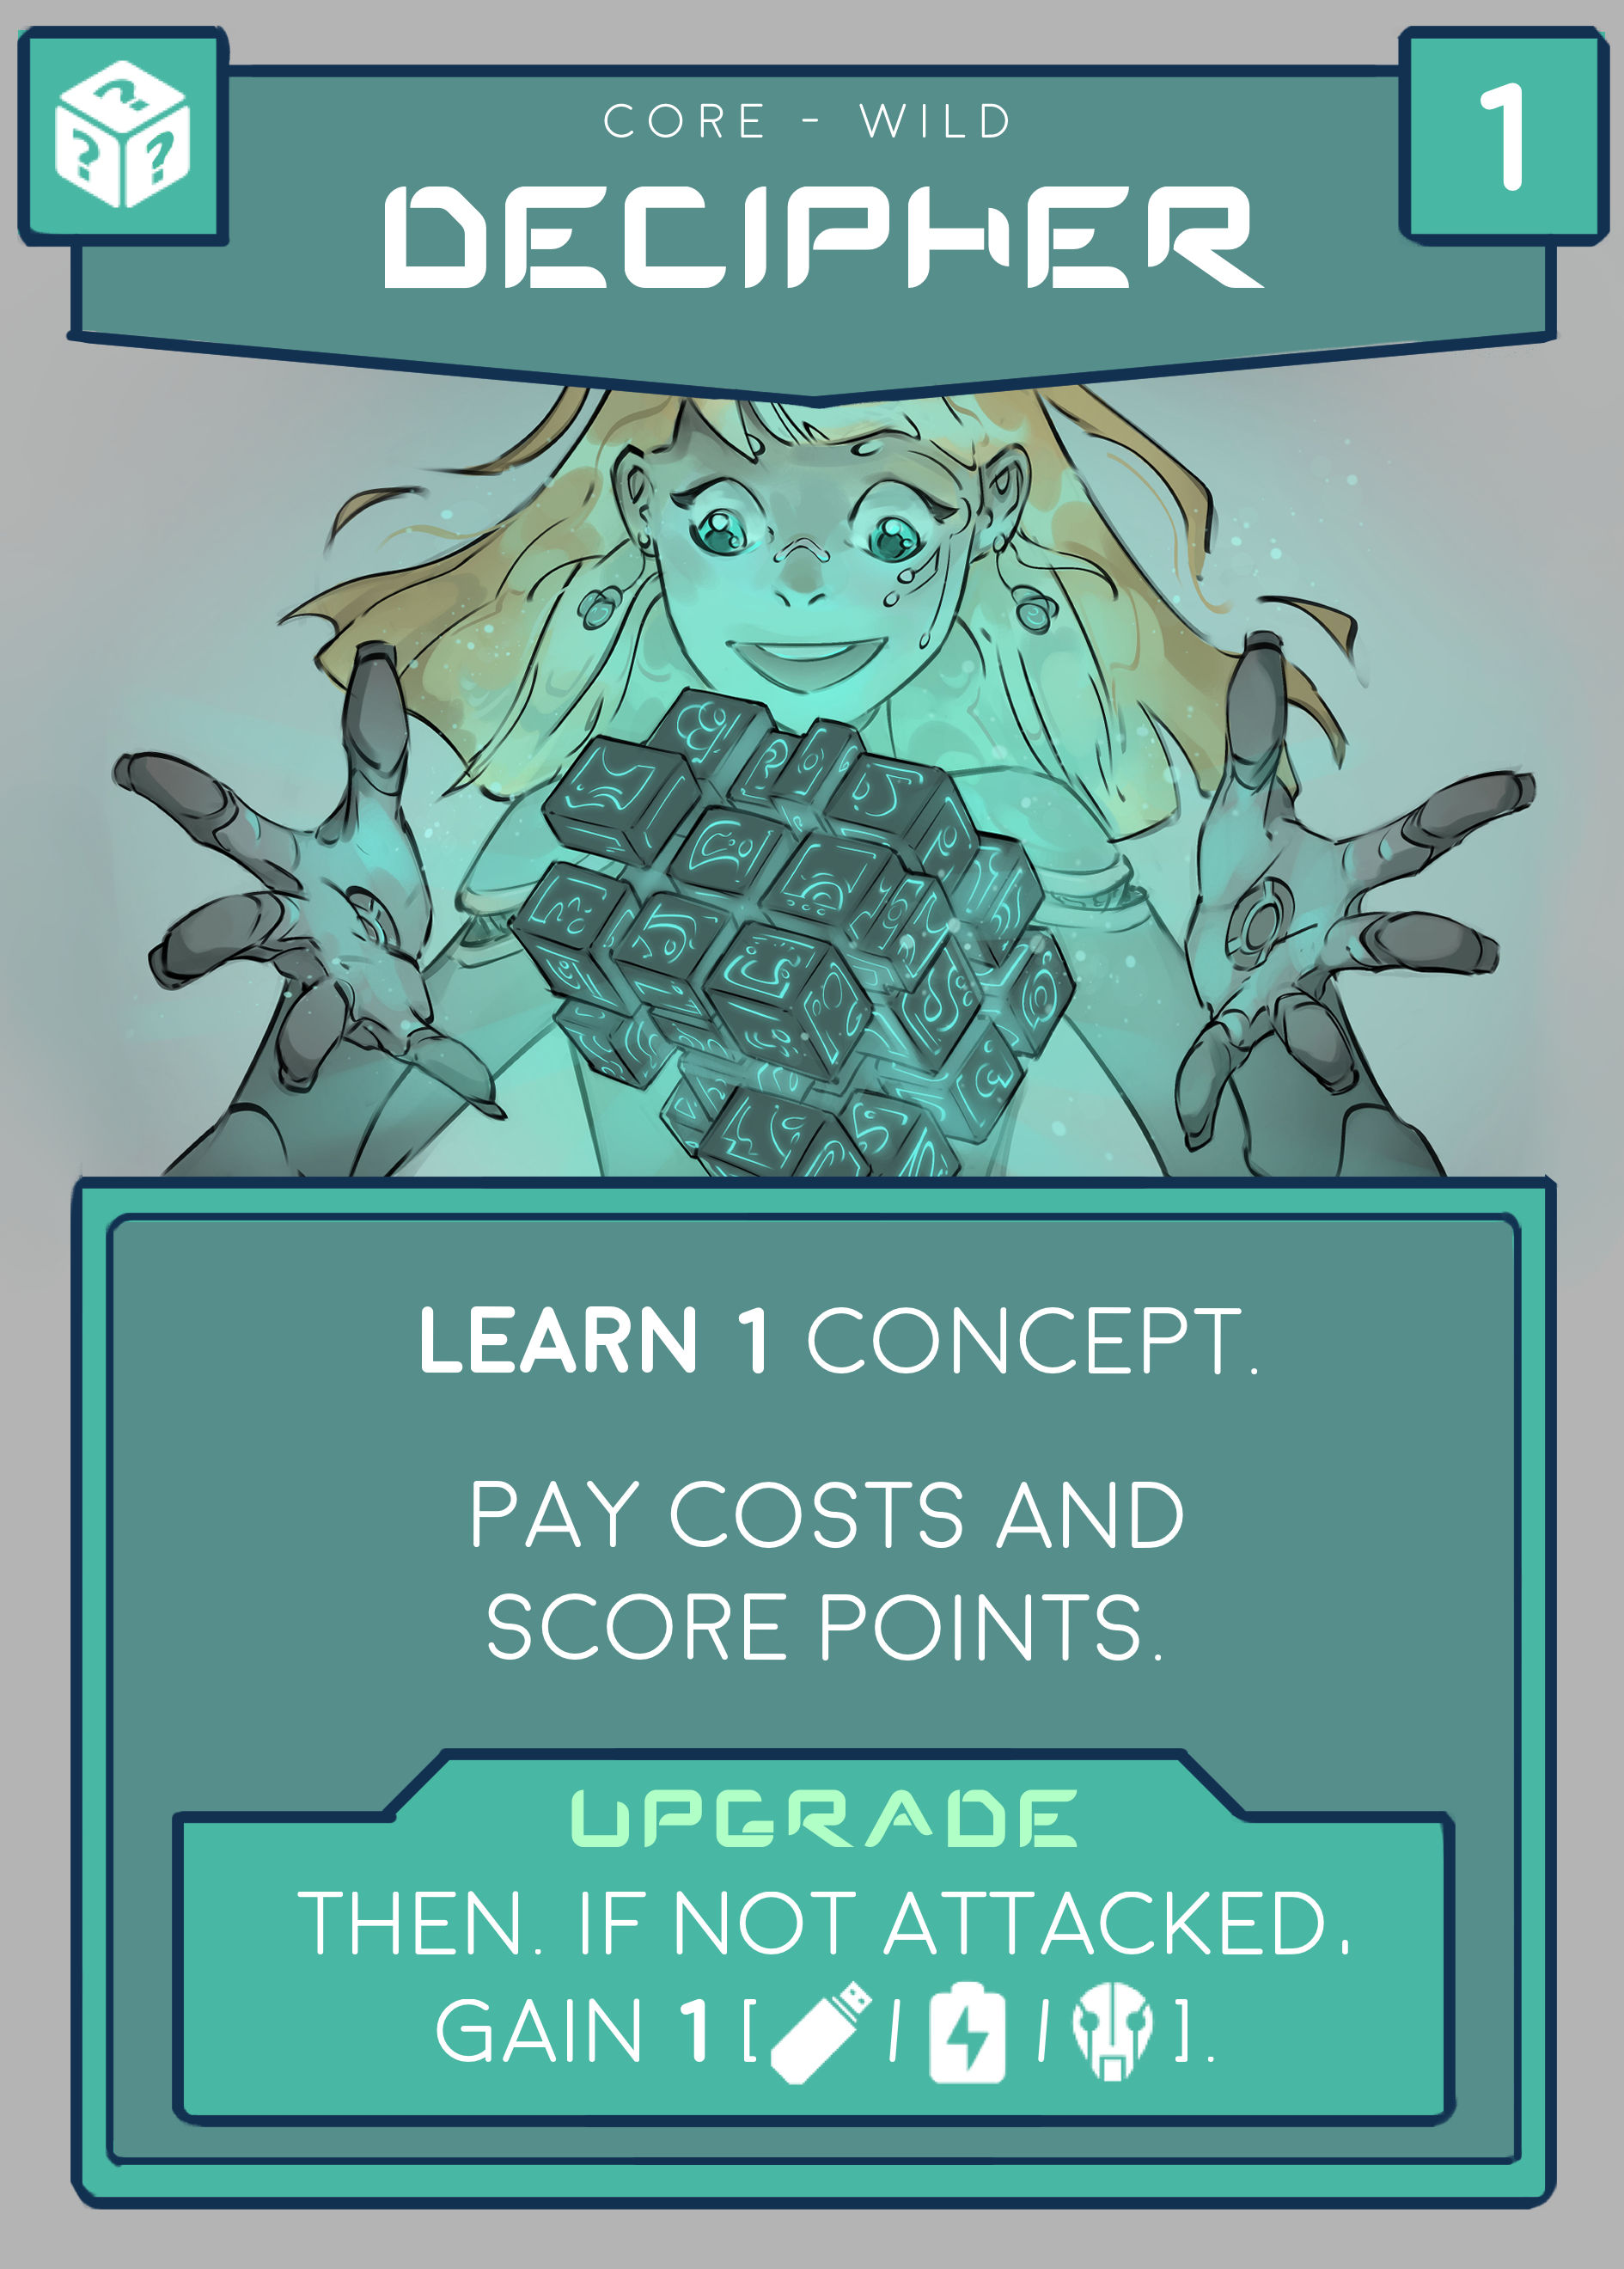 CORE - WILD
1
DECIPHER
LEARN 1 CONCEPT.
PAY COSTS AND
SCORE POINTS.
UPGRADE
THEN. IF NOT ATTACKED,
GAIN 1 [ / / ].